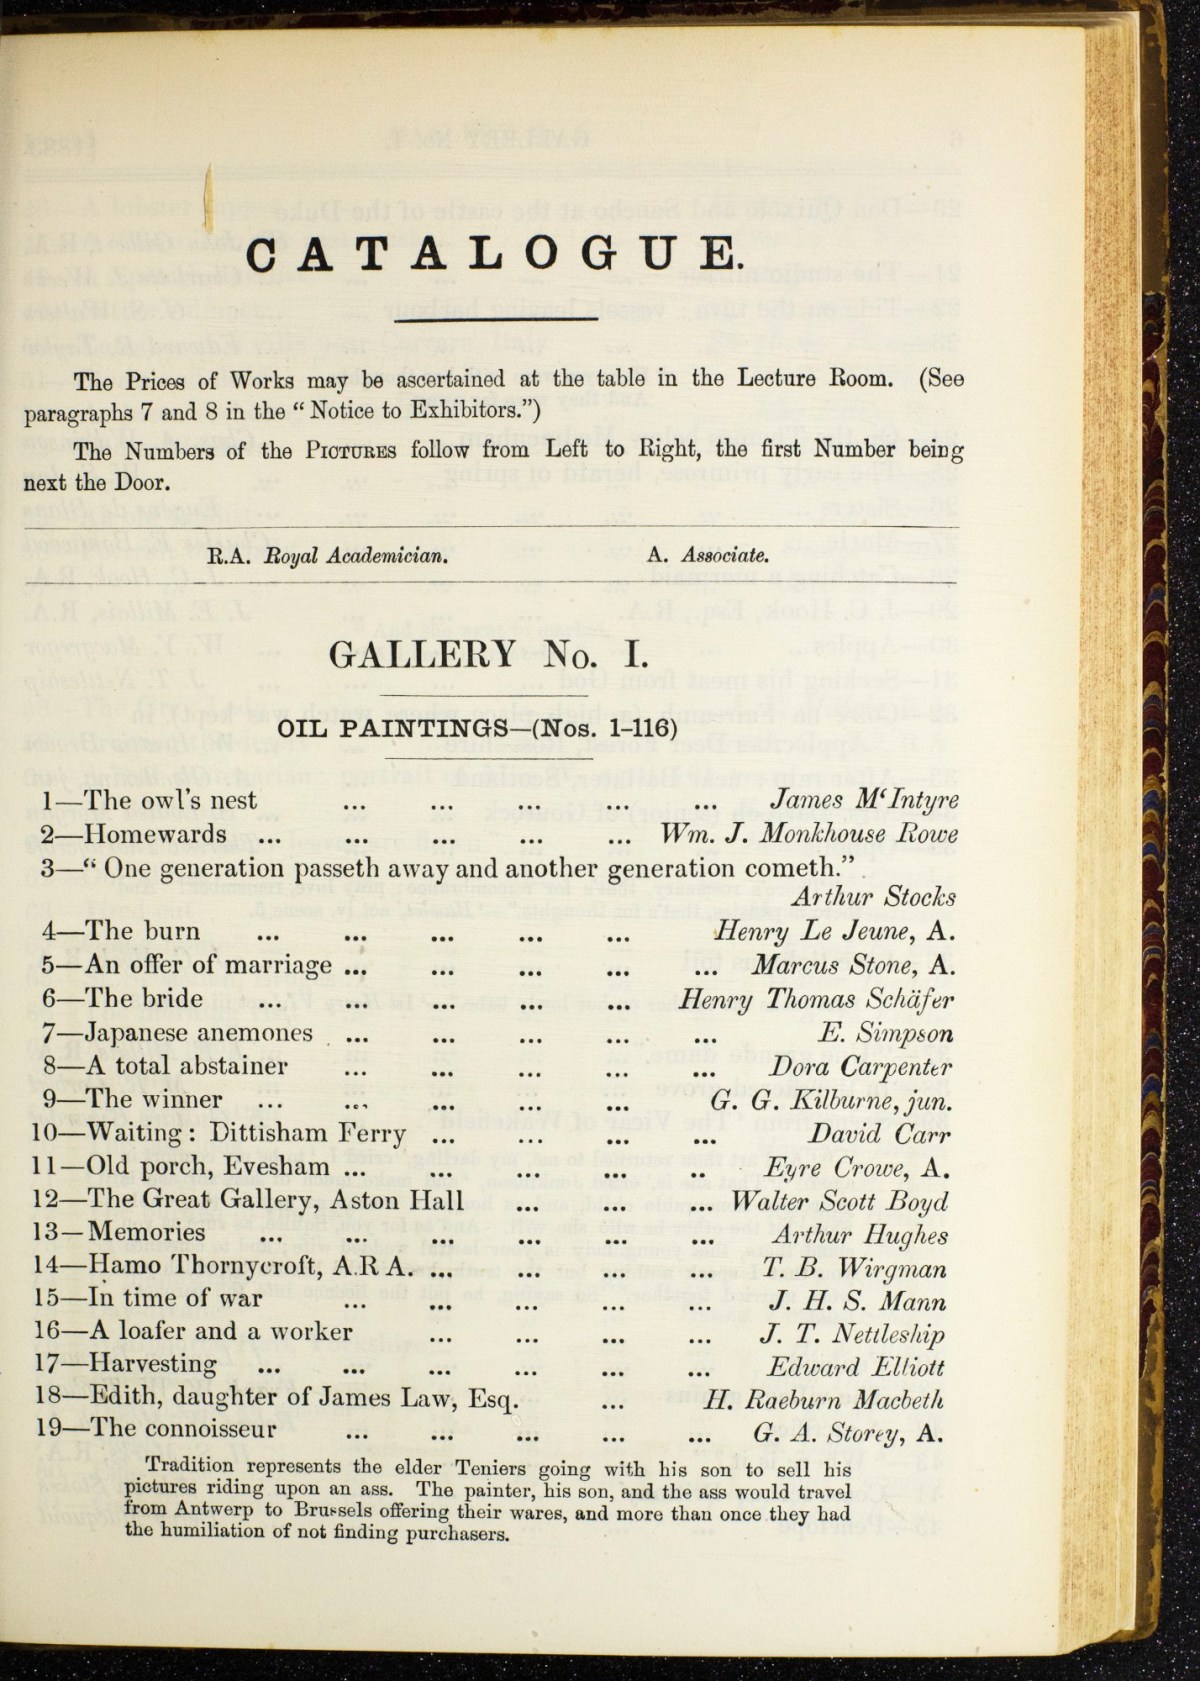 CATALOGUE.
The Prices of Works may be ascertained at the table in the Lecture Room. (See
paragraphs 7 and 8 in the “ Notice to Exhibitors.”)
The Numbers of the PICTURES follow from Left to Right, the first Number being
next the Door.
R.A. Royal Academician. A. Associate.
GALLERY No. I.
OIL PAINTINGS—(Nos. 1-116)
1—The owl's nest ... ... ... ... ... James M‘Intyre
2—Homewards ... ... ... ... ... Wm. J. Monkhouse Rowe
3—“ One generation passeth away and another generation cometh.”
Arthur Stocks
4—The burn ... ... ... ... ... Henry Le Jeune, A.
5—An offer of marriage ... ... ... ... ... Marcus Stone, A.
6—The bride ... ... ... ... ... Henry Thomas Schäfer
7—Japanese anemones ... ... ... ... ... E. Simpson
8—A total abstainer ... ... ... ... ... Dora Carpenter
9—The winner ... ... ... ... ... G. G. Kilburne, jun.
10—Waiting: Dittisham Ferry ... ... ... ... David Carr
11—Old porch, Evesham ... ... ... ... .. Eyre Crowe, A.
12—The Great Gallery, Aston Hall ... ... ... Walter Scott Boyd
13—Memories ... ... ... ... ... ... Arthur Hughes
14—Hamo Thornycroft, A.R A. ... ... ... ... T. B. Wirgman
15—In time of war ... ... ... ... ... J. H. S. Mann
16—A loafer and a worker ... ... ... ... J. T. Nettleship
17—Harvesting ... ... ... ... ... ... Edward Elliott
18—Edith, daughter of James Law, Esq. ... H. Raeburn Macbeth
19—The connoisseur ... ... ... ... ... G. A. Storey, A.
Tradition represents the elder Teniers going with his son to sell his
pictures riding upon an ass. The painter, his son, and the ass would travel
from Antwerp to Brussels offering their wares, and more than once they had
the humiliation of not finding purchasers.